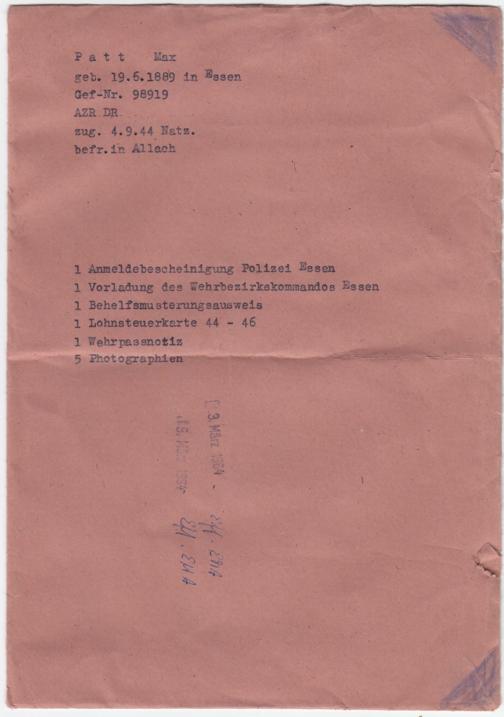 P a t t Max
geb. 19.6.1889 in Essen
Gef-Nr. 98919
AZR DR
zug. 4.9.44 Natz.
befr.in Allach
1 Anmeldebescheinigung Polizei Essen
1 Vorladung des Wehrbezirkskommandos Essen
1 Behelfsmusterungsausweis
1 Lohnsteuerkarte 44 - 46
1 Wehrpassnotiz
5 Photographien
März